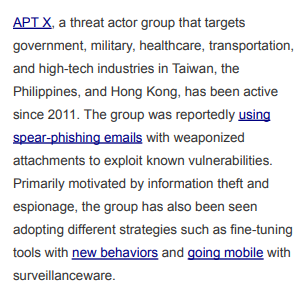 APT X, a threat actor group that targets
government, military, healthcare, transportation,
and high-tech industries in Taiwan, the
Philippines, and Hong Kong, has been active
since 2011. The group was reportedly using
spear-phishing emails with weaponized
attachments to exploit known vulnerabilities.
Primarily motivated by information theft and
espionage, the group has also been seen
adopting different strategies such as fine-tuning
tools with new behaviors and going mobile with
surveillanceware.